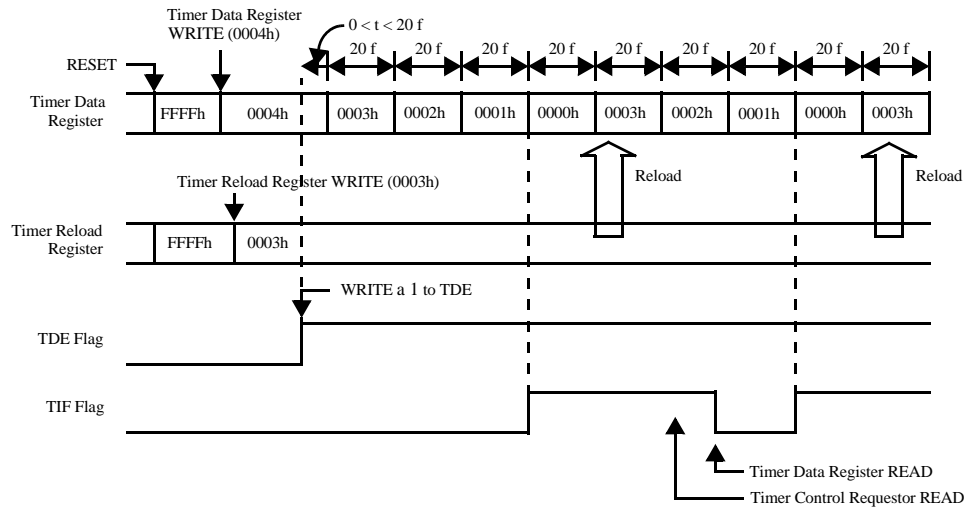 Timer Data Register
WRITE (0004h)
0 < t < 20 f
20 f 20 f 20 f 20 f 20 f 20 f 20 f 20 f 20 f
RESET
Timer Data
Register
FFFFh 0004h 0003h 0002h 0001h 0000h 0003h 0002h 0001h 0000h 0003h
Reload Reload
Timer Reload Register WRITE (0003h)
Timer Reload
Register
FFFFh 0003h
WRITE a 1 to TDE
TDE Flag
TIF Flag
Timer Data Register READ
Timer Control Requestor READ